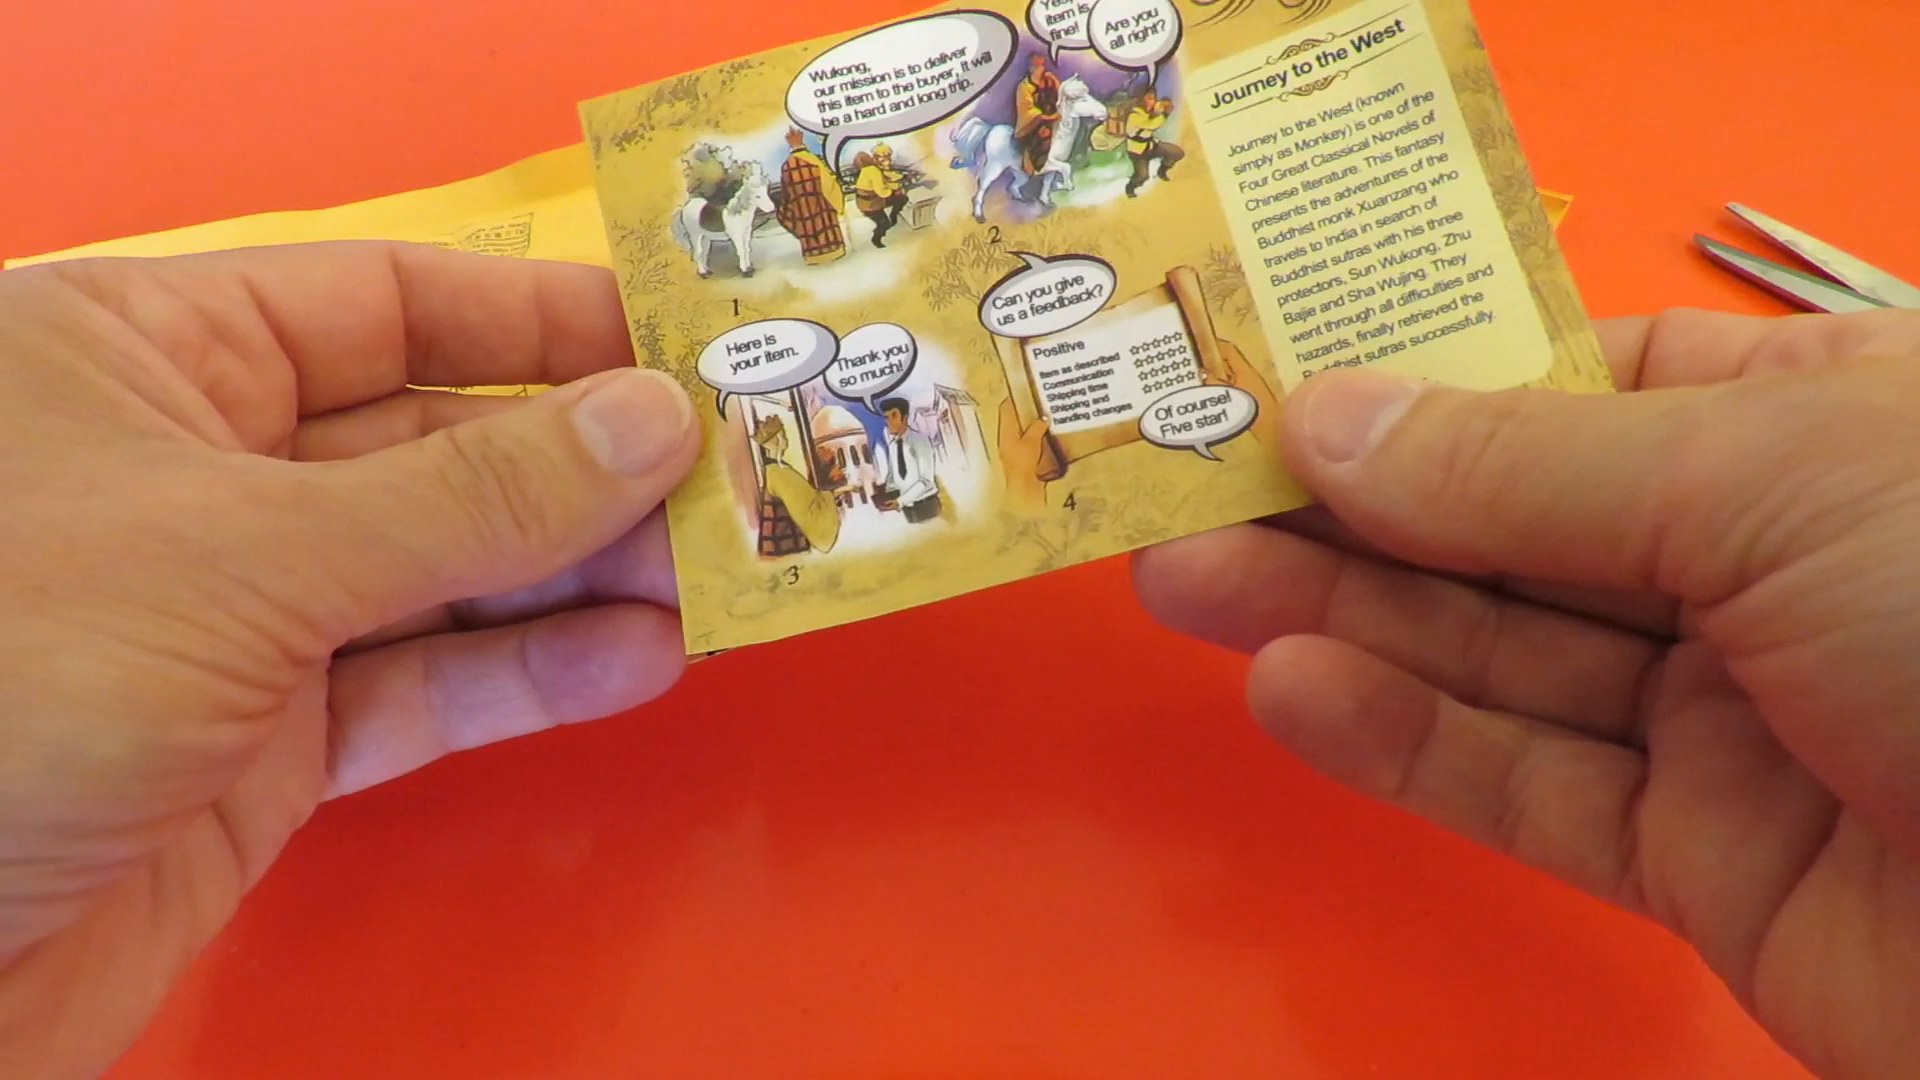 Wukong,
our mission is to deliver
this item to the buyer, it will
be a hard and long trip.
1
Yes,
item is
fine!
Are you
all right?
2
Here is
your item.
Thank you
so much!
3
Can you give
us a feedback?
Positive
Item as described ☆☆☆☆☆
Communication ☆☆☆☆☆
Shipping time ☆☆☆☆☆
Shipping and ☆☆☆☆☆
handling changes
Of course!
Five star!
4
Journey to the West
Journey to the West (known
simply as Monkey) is one of the
Four Great Classical Novels of
Chinese literature. This fantasy
presents the adventures of the
Buddhist monk Xuanzang who
travels to India in search of
Buddhist sutras with his three
protectors, Sun Wukong, Zhu
Bajie and Sha Wujing. They
went through all difficulties and
hazards, finally retrieved the
Buddhist sutras successfully.